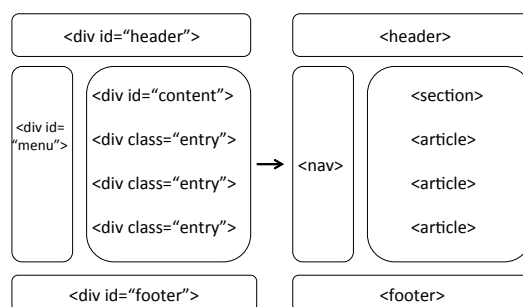 <div id=“header”>
<div id=
“menu”>
<div id=“content”>
<div class=“entry”>
<div class=“entry”>
<div class=“entry”>
<div id=“footer”>
<header>
<nav>
<section>
<article>
<article>
<article>
<footer>